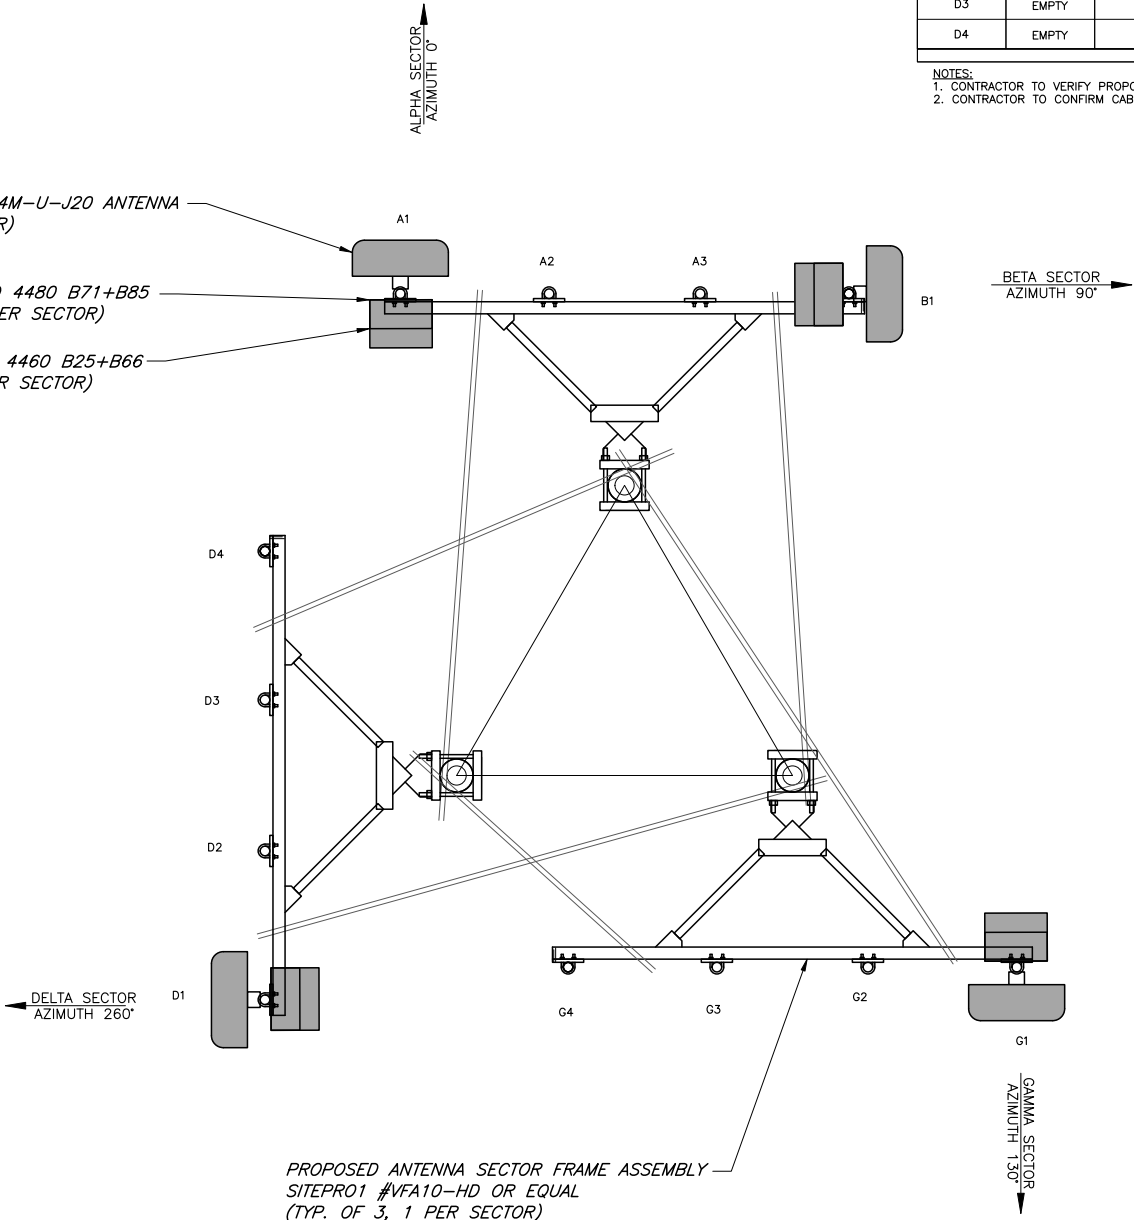 D3 EMPTY
D4 EMPTY
NOTES:
1. CONTRACTOR TO VERIFY
2. CONTRACTOR TO CONFIRM
ALPHA SECTOR
AZIMUTH 0°
4M-U-J20 ANTENNA
4480 B71+B85
SECTOR)
4460 B25+B66
SECTOR)
A1
A2
A3
B1
BETA SECTOR
AZIMUTH 90°
D4
D3
D2
D1
DELTA SECTOR
AZIMUTH 260°
G4
G3
G2
G1
GAMMA SECTOR
AZIMUTH 130°
PROPOSED ANTENNA SECTOR FRAME ASSEMBLY
SITEPRO1 #VFA10-HD OR EQUAL
(TYP. OF 3, 1 PER SECTOR)